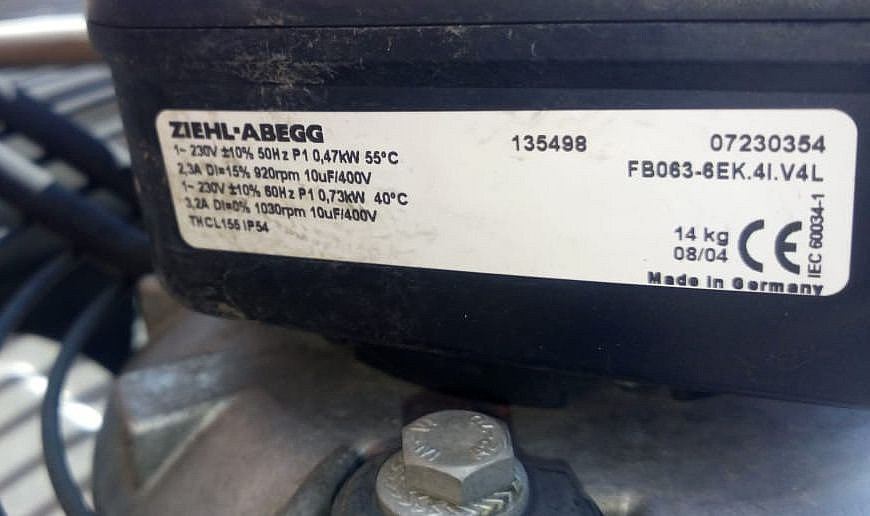 ZIEHL-ABEGG
1~ 230V ±10% 50Hz P1 0,47kW 55°C
2,3A DI=15% 920rpm 10uF/400V
1~ 230V ±10% 60Hz P1 0,73kW 40°C
3,2A DI=0% 1030rpm 10uF/400V
THCL155 IP54
135498
07230354
FB063-6EK.4I.V4L
14 kg
08/04
CE
IEC 60034-1
Made in Germany